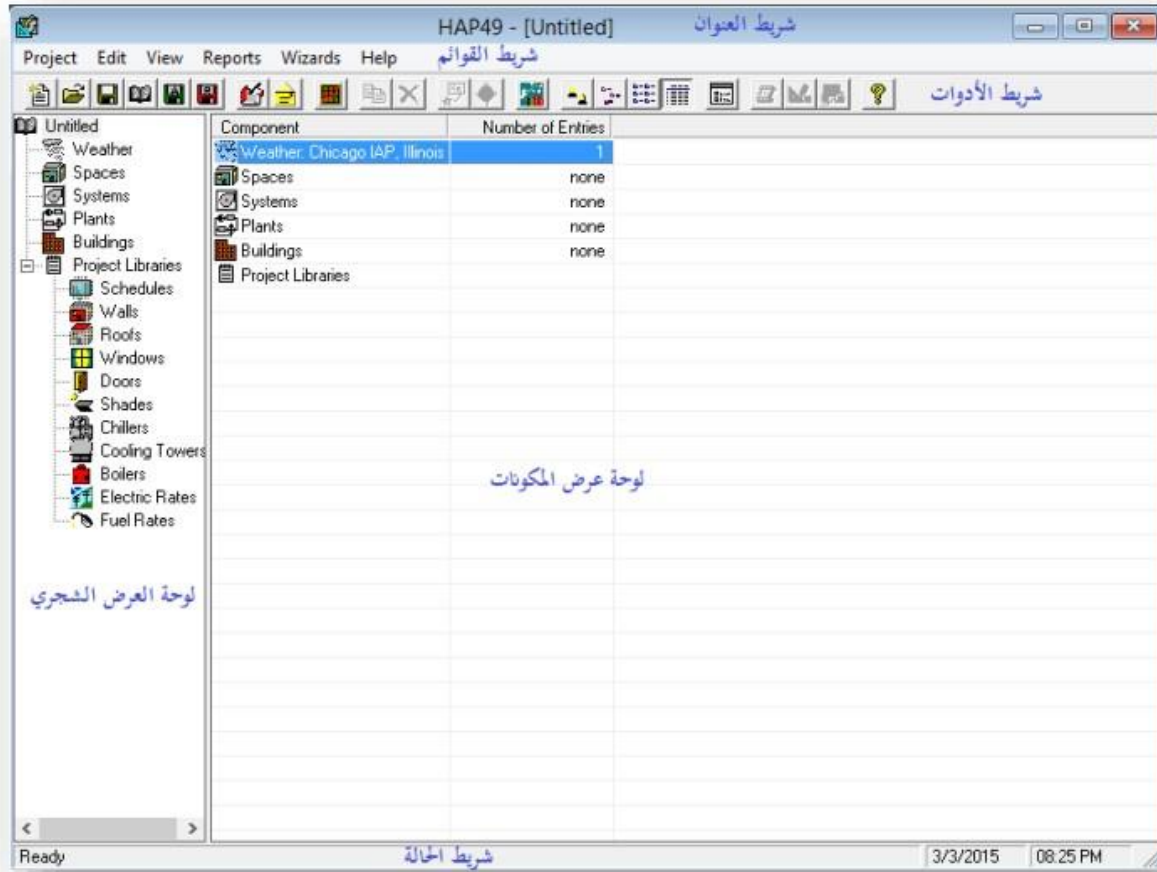 HAP49 - [Untitled] شريط العنوان
Project Edit View Reports Wizards Help شريط القوائم
شريط الأدوات
Untitled
Weather
Spaces
Systems
Plants
Buildings
Project Libraries
Schedules
Walls
Roofs
Windows
Doors
Shades
Chillers
Cooling Towers
Boilers
Electric Rates
Fuel Rates
لوحة العرض الشجري
Component Number of Entries
Weather: Chicago IAP, Illinois 1
Spaces none
Systems none
Plants none
Buildings none
Project Libraries
لوحة عرض المكونات
Ready شريط الحالة 3/3/2015 08:25 PM